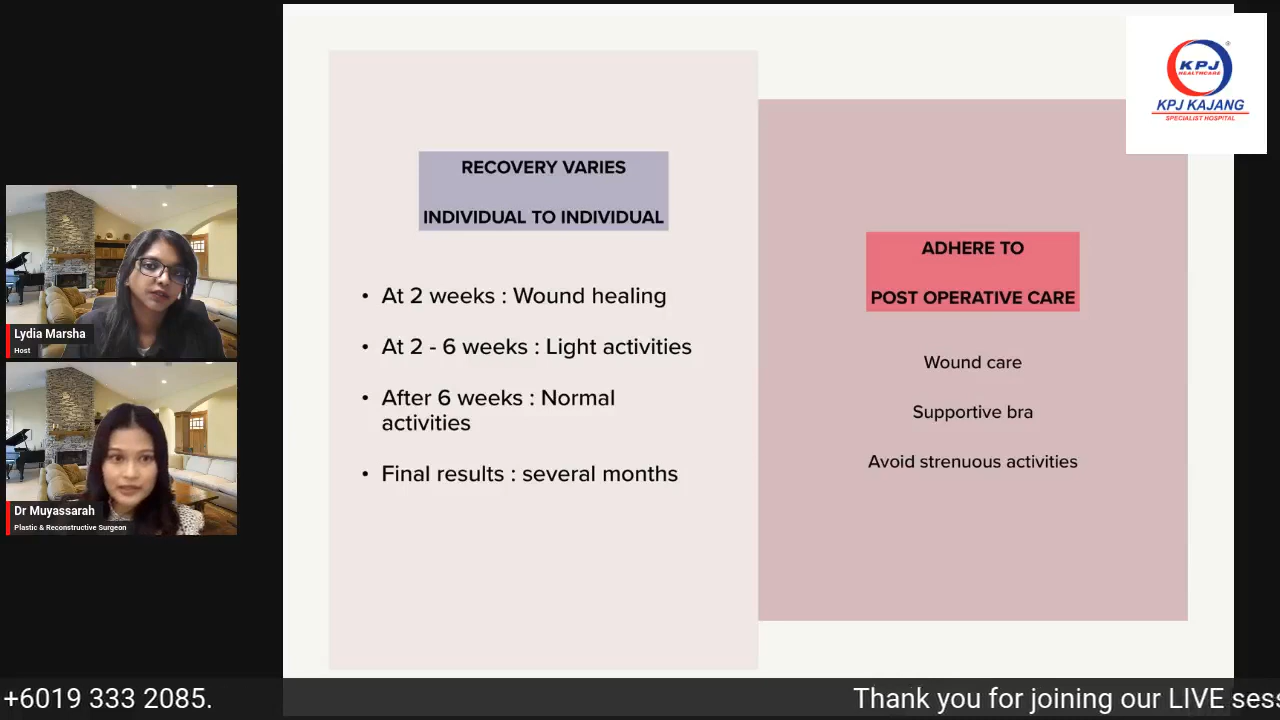 KPJ
HEALTHCARE
®
KPJ KAJANG
SPECIALIST HOSPITAL
RECOVERY VARIES
INDIVIDUAL TO INDIVIDUAL
• At 2 weeks : Wound healing
• At 2 - 6 weeks : Light activities
• After 6 weeks : Normal
activities
• Final results : several months
ADHERE TO
POST OPERATIVE CARE
Wound care
Supportive bra
Avoid strenuous activities
Lydia Marsha
Host
Dr Muyassarah
Plastic & Reconstructive Surgeon
+6019 333 2085.
Thank you for joining our LIVE sess